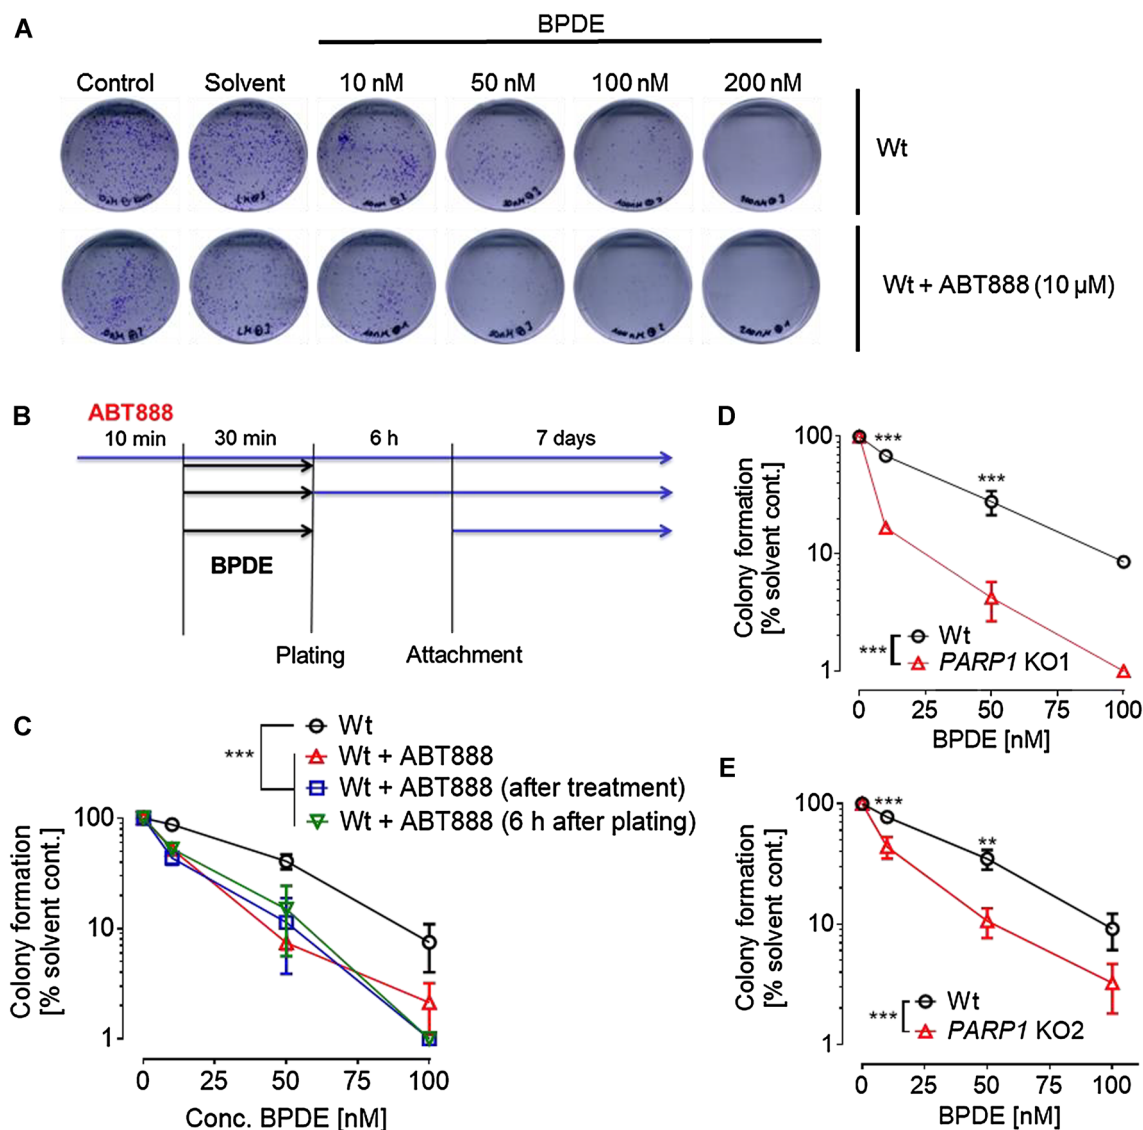 A
BPDE
Control Solvent 10 nM 50 nM 100 nM 200 nM
Wt
Wt + ABT888 (10 µM)
B
ABT888
10 min 30 min 6 h 7 days
BPDE
Plating Attachment
C
***
Wt
Wt + ABT888
Wt + ABT888 (after treatment)
Wt + ABT888 (6 h after plating)
Colony formation
[% solvent cont.]
100
10
1
0 25 50 75 100
Conc. BPDE [nM]
D
Colony formation
[% solvent cont.]
100
10
1
***
***
***
Wt
PARP1 KO1
0 25 50 75 100
BPDE [nM]
E
Colony formation
[% solvent cont.]
100
10
1
***
**
***
Wt
PARP1 KO2
0 25 50 75 100
BPDE [nM]